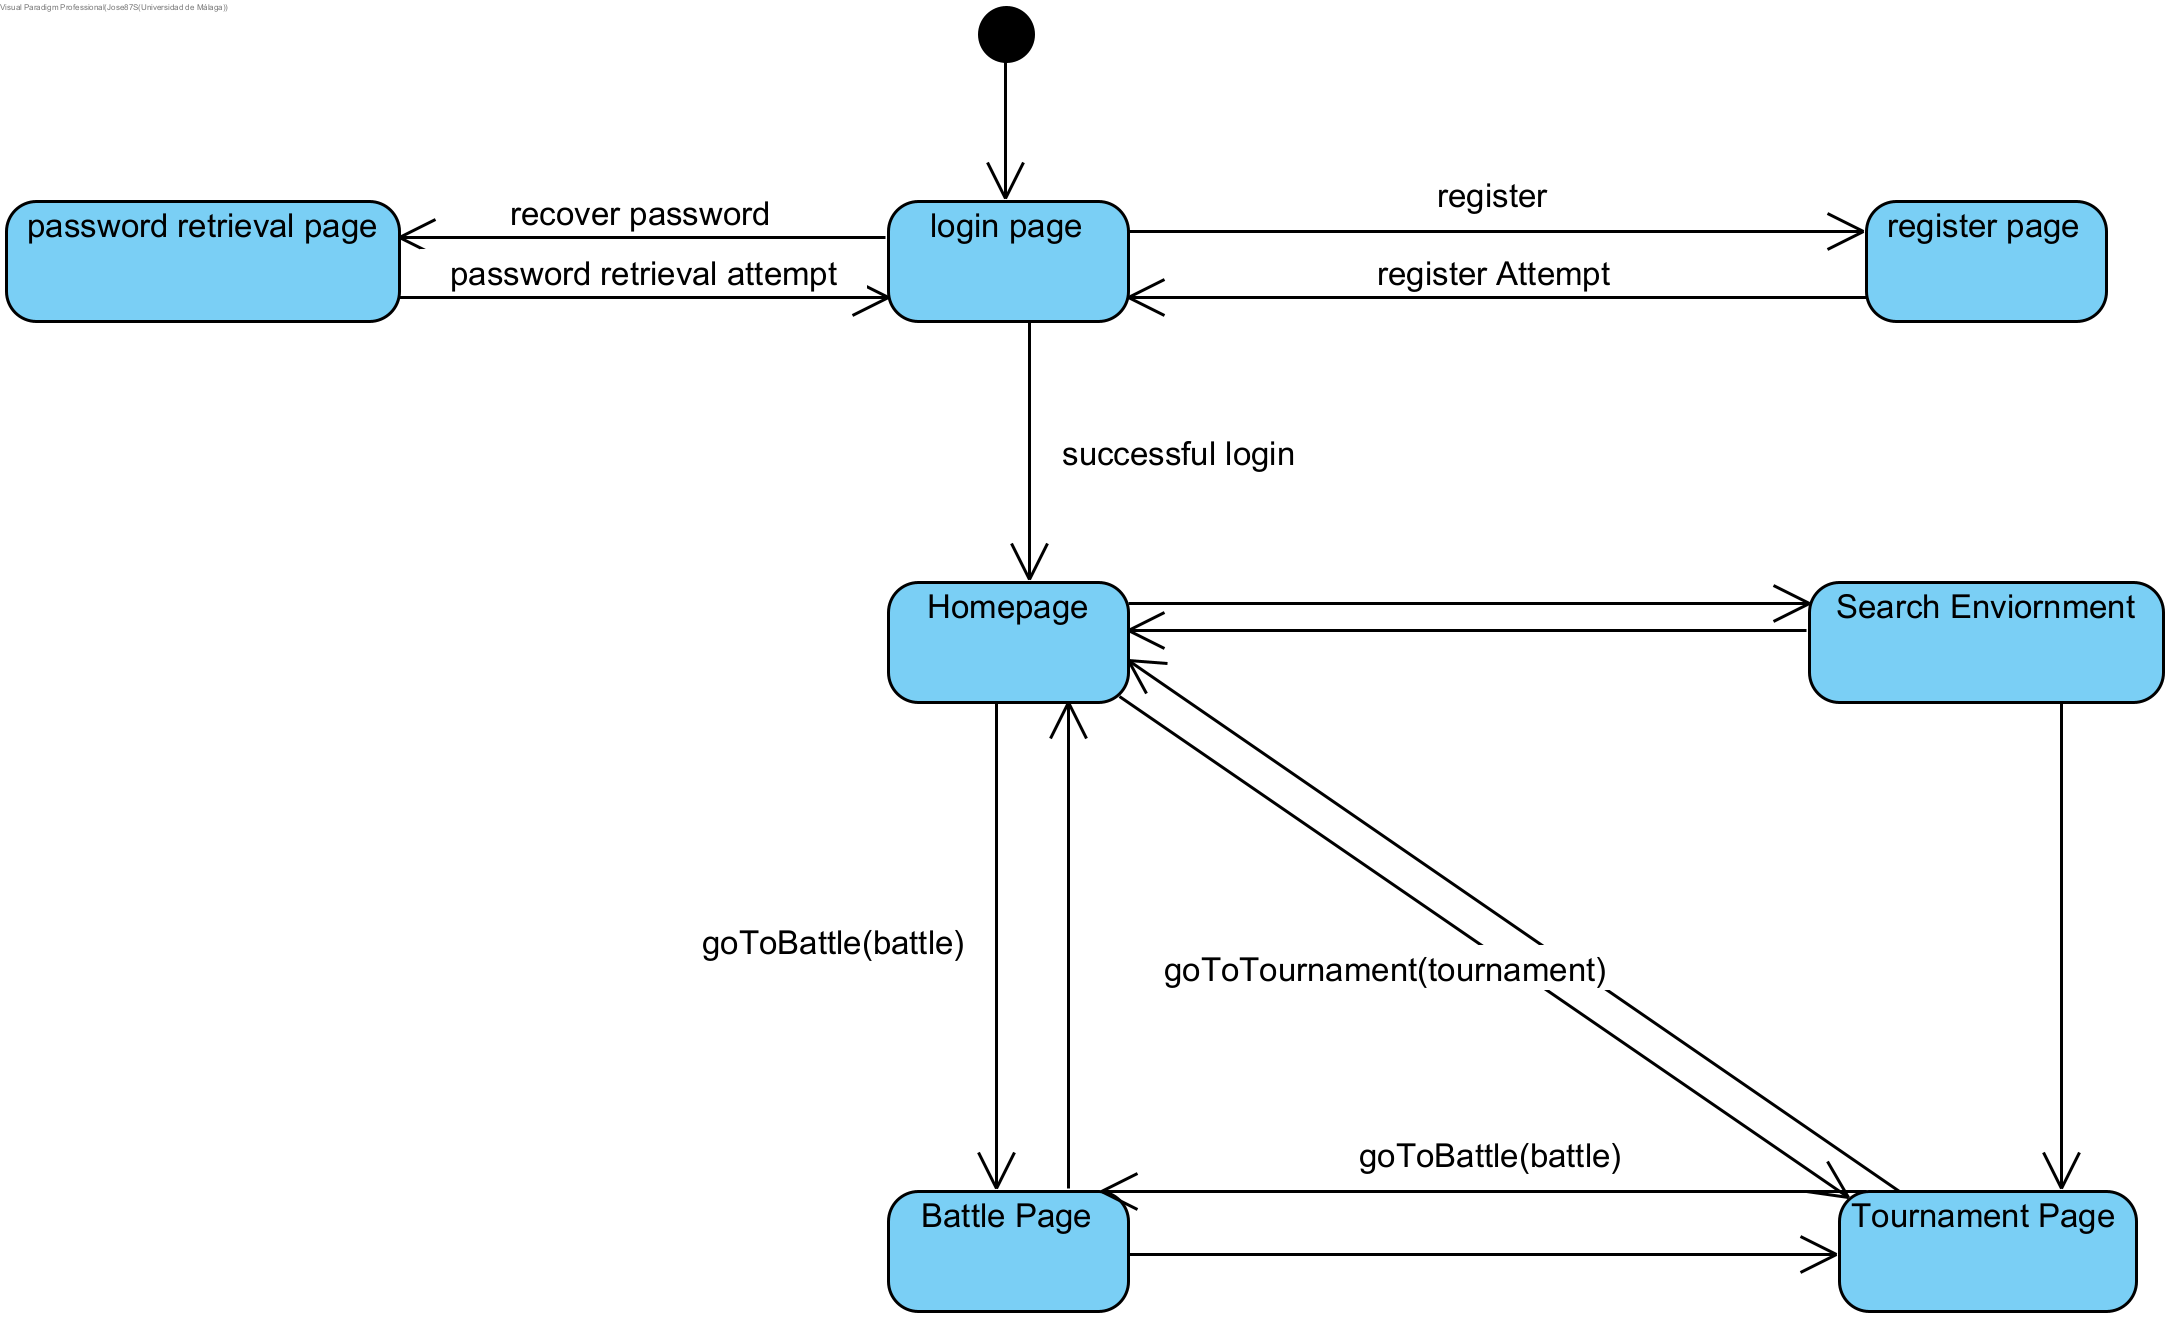 Visual Paradigm Professional(Jose87S(Universidad de Málaga))
register
recover password
password retrieval page
login page
register page
password retrieval attempt
register Attempt
successful login
Homepage
Search Enviornment
goToBattle(battle)
goToTournament(tournament)
goToBattle(battle)
Battle Page
Tournament Page